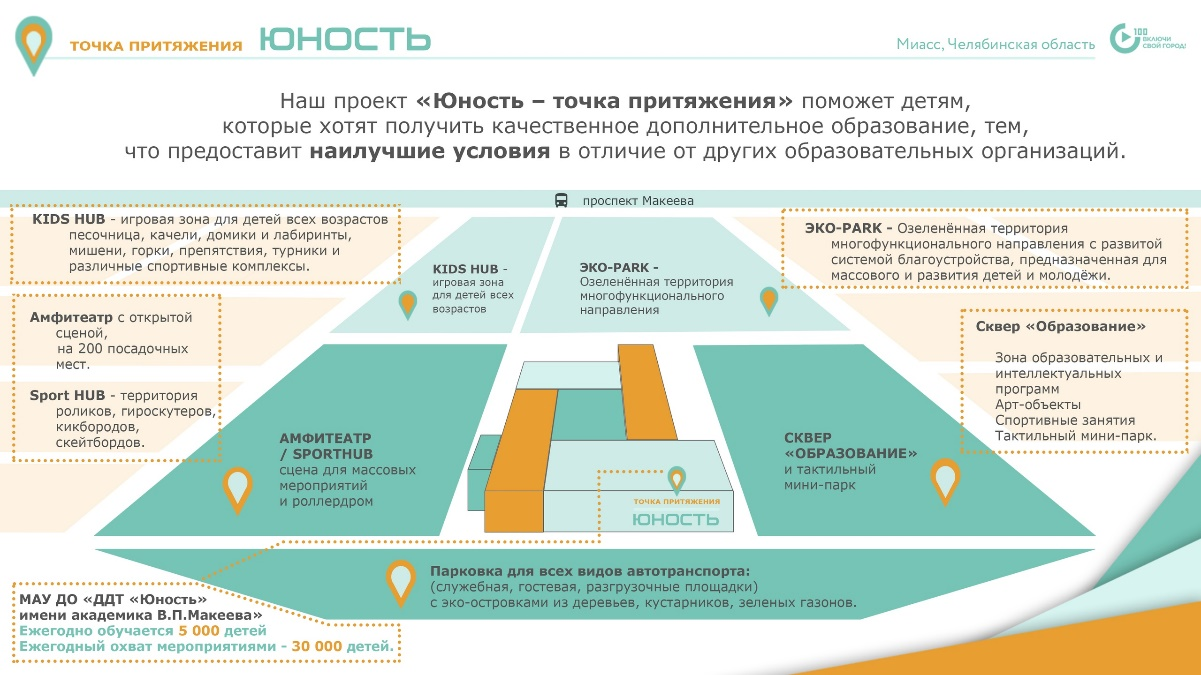 ТОЧКА ПРИТЯЖЕНИЯ ЮНОСТЬ
Миасс, Челябинская область
100 ВКЛЮЧИ СВОЙ ГОРОД!
Наш проект «Юность – точка притяжения» поможет детям,
которые хотят получить качественное дополнительное образование, тем,
что предоставит наилучшие условия в отличие от других образовательных организаций.
проспект Макеева
KIDS HUB - игровая зона для детей всех возрастов
песочница, качели, домики и лабиринты,
мишени, горки, препятствия, турники и
различные спортивные комплексы.
KIDS HUB -
игровая зона
для детей всех
возрастов
ЭКО-PARK -
Озеленённая территория
многофункционального
направления
ЭКО-PARK - Озеленённая территория
многофункционального направления с развитой
системой благоустройства, предназначенная для
массового и развития детей и молодёжи.
Амфитеатр с открытой
сценой,
на 200 посадочных
мест.
Sport HUB - территория
роликов, гироскутеров,
кикбородов,
скейтбордов.
Сквер «Образование»
Зона образовательных и
интеллектуальных
программ
Арт-объекты
Спортивные занятия
Тактильный мини-парк.
АМФИТЕАТР
/ SPORTHUB
сцена для массовых
мероприятий
и роллердром
СКВЕР
«ОБРАЗОВАНИЕ»
и тактильный
мини-парк
ТОЧКА ПРИТЯЖЕНИЯ
ЮНОСТЬ
Парковка для всех видов автотранспорта:
(служебная, гостевая, разгрузочные площадки)
с эко-островками из деревьев, кустарников, зеленых газонов.
МАУ ДО «ДДТ «Юность»
имени академика В.П.Макеева»
Ежегодно обучается 5 000 детей
Ежегодный охват мероприятиями - 30 000 детей.